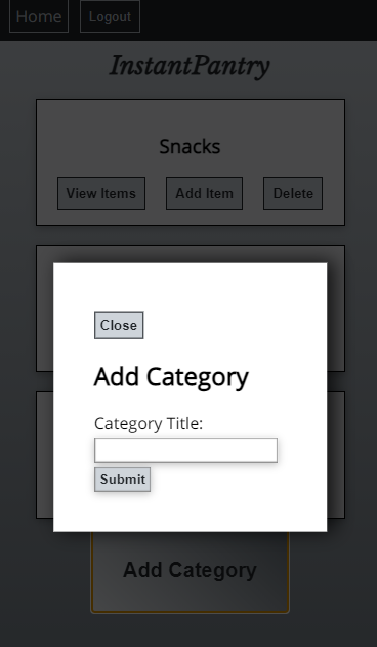 Home Logout
InstantPantry
Snacks
View Items Add Item Delete
Close
Add Category
Category Title:
Submit
Add Category